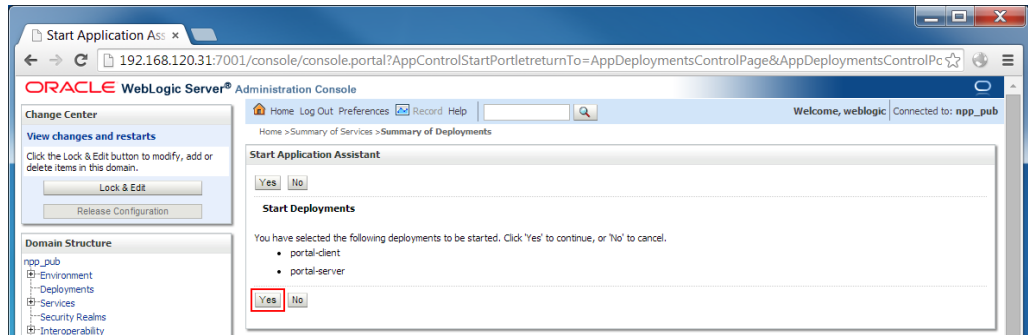 Start Application Ass
192.168.120.31:7001/console/console.portal?AppControlStartPortletreturnTo=AppDeploymentsControlPage&AppDeploymentsControlPc
ORACLE WebLogic Server® Administration Console
Change Center
View changes and restarts
Click the Lock & Edit button to modify, add or
delete items in this domain.
Lock & Edit
Release Configuration
Domain Structure
npp_pub
Environment
Deployments
Services
Security Realms
Interoperability
Home Log Out Preferences Record Help
Welcome, weblogic Connected to: npp_pub
Home >Summary of Services >Summary of Deployments
Start Application Assistant
Yes No
Start Deployments
You have selected the following deployments to be started. Click 'Yes' to continue, or 'No' to cancel.
• portal-client
• portal-server
Yes No